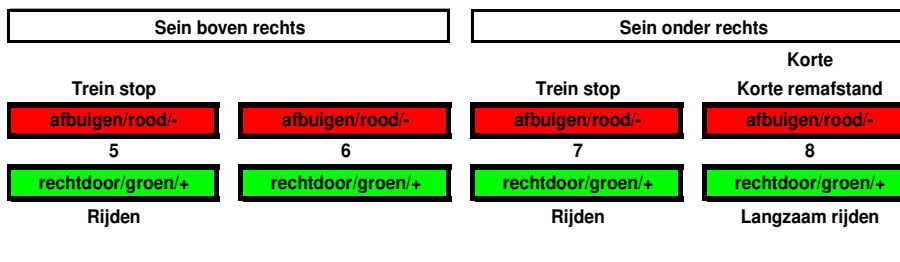 Sein boven rechts Sein onder rechts
Korte
Trein stop Trein stop Korte remafstand
afbuigen/rood/- afbuigen/rood/- afbuigen/rood/- afbuigen/rood/-
5 6 7 8
rechtdoor/groen/+ rechtdoor/groen/+ rechtdoor/groen/+ rechtdoor/groen/+
Rijden Rijden Langzaam rijden